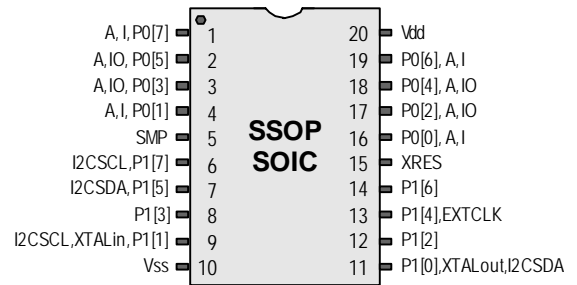 A, I, P0[7] 1 20 Vdd
A, IO, P0[5] 2 19 P0[6], A, I
A, IO, P0[3] 3 18 P0[4], A, IO
A, I, P0[1] 4 17 P0[2], A, IO
SMP 5 SSOP 16 P0[0], A, I
I2CSCL, P1[7] 6 SOIC 15 XRES
I2CSDA, P1[5] 7 14 P1[6]
P1[3] 8 13 P1[4], EXTCLK
I2CSCL, XTALin, P1[1] 9 12 P1[2]
Vss 10 11 P1[0], XTALout, I2CSDA